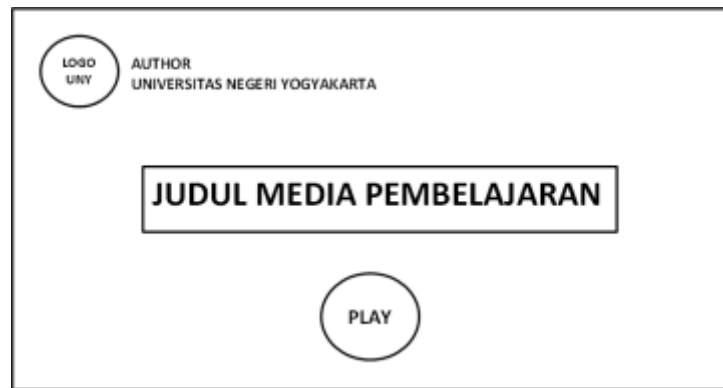 LOGO
UNY
AUTHOR
UNIVERSITAS NEGERI YOGYAKARTA
JUDUL MEDIA PEMBELAJARAN
PLAY